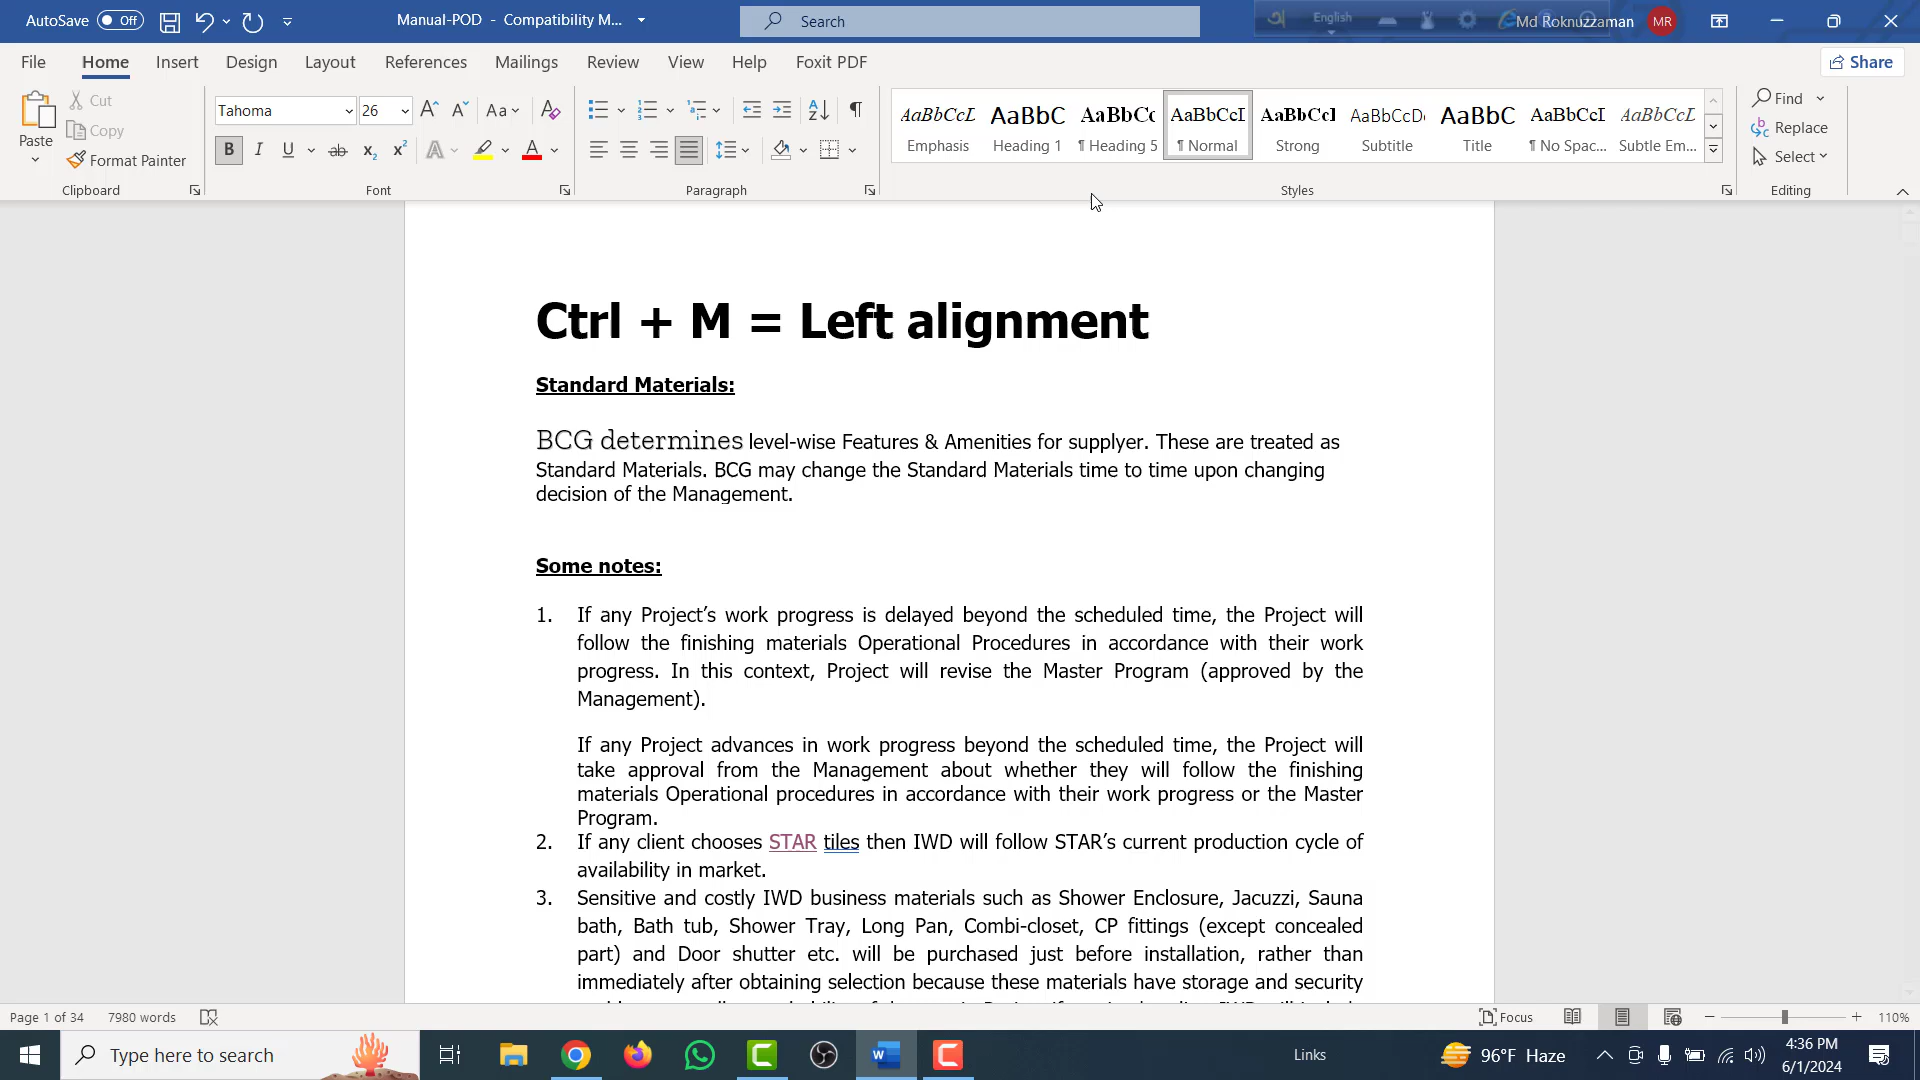 AutoSave Off Manual-POD - Compatibility M... Search English Md Roknuzzaman MR
File Home Insert Design Layout References Mailings Review View Help Foxit PDF Share
Paste Cut Copy Format Painter Clipboard
Tahoma 26 Aa Font
Paragraph
AaBbCcL AaBbC AaBbCc AaBbCcI AaBbCcI AaBbCcDc AaBbC AaBbCcI AaBbCcL
Emphasis Heading 1 ¶ Heading 5 ¶ Normal Strong Subtitle Title ¶ No Spac... Subtle Em...
Styles
Find Replace Select Editing
Ctrl + M = Left alignment
Standard Materials:
BCG determines level-wise Features & Amenities for supplyer. These are treated as
Standard Materials. BCG may change the Standard Materials time to time upon changing
decision of the Management.
Some notes:
1. If any Project’s work progress is delayed beyond the scheduled time, the Project will
follow the finishing materials Operational Procedures in accordance with their work
progress. In this context, Project will revise the Master Program (approved by the
Management).
If any Project advances in work progress beyond the scheduled time, the Project will
take approval from the Management about whether they will follow the finishing
materials Operational procedures in accordance with their work progress or the Master
Program.
2. If any client chooses STAR tiles then IWD will follow STAR’s current production cycle of
availability in market.
3. Sensitive and costly IWD business materials such as Shower Enclosure, Jacuzzi, Sauna
bath, Bath tub, Shower Tray, Long Pan, Combi-closet, CP fittings (except concealed
part) and Door shutter etc. will be purchased just before installation, rather than
immediately after obtaining selection because these materials have storage and security
Page 1 of 34 7980 words Focus 110%
Type here to search Links 96°F Haze 4:36 PM
6/1/2024